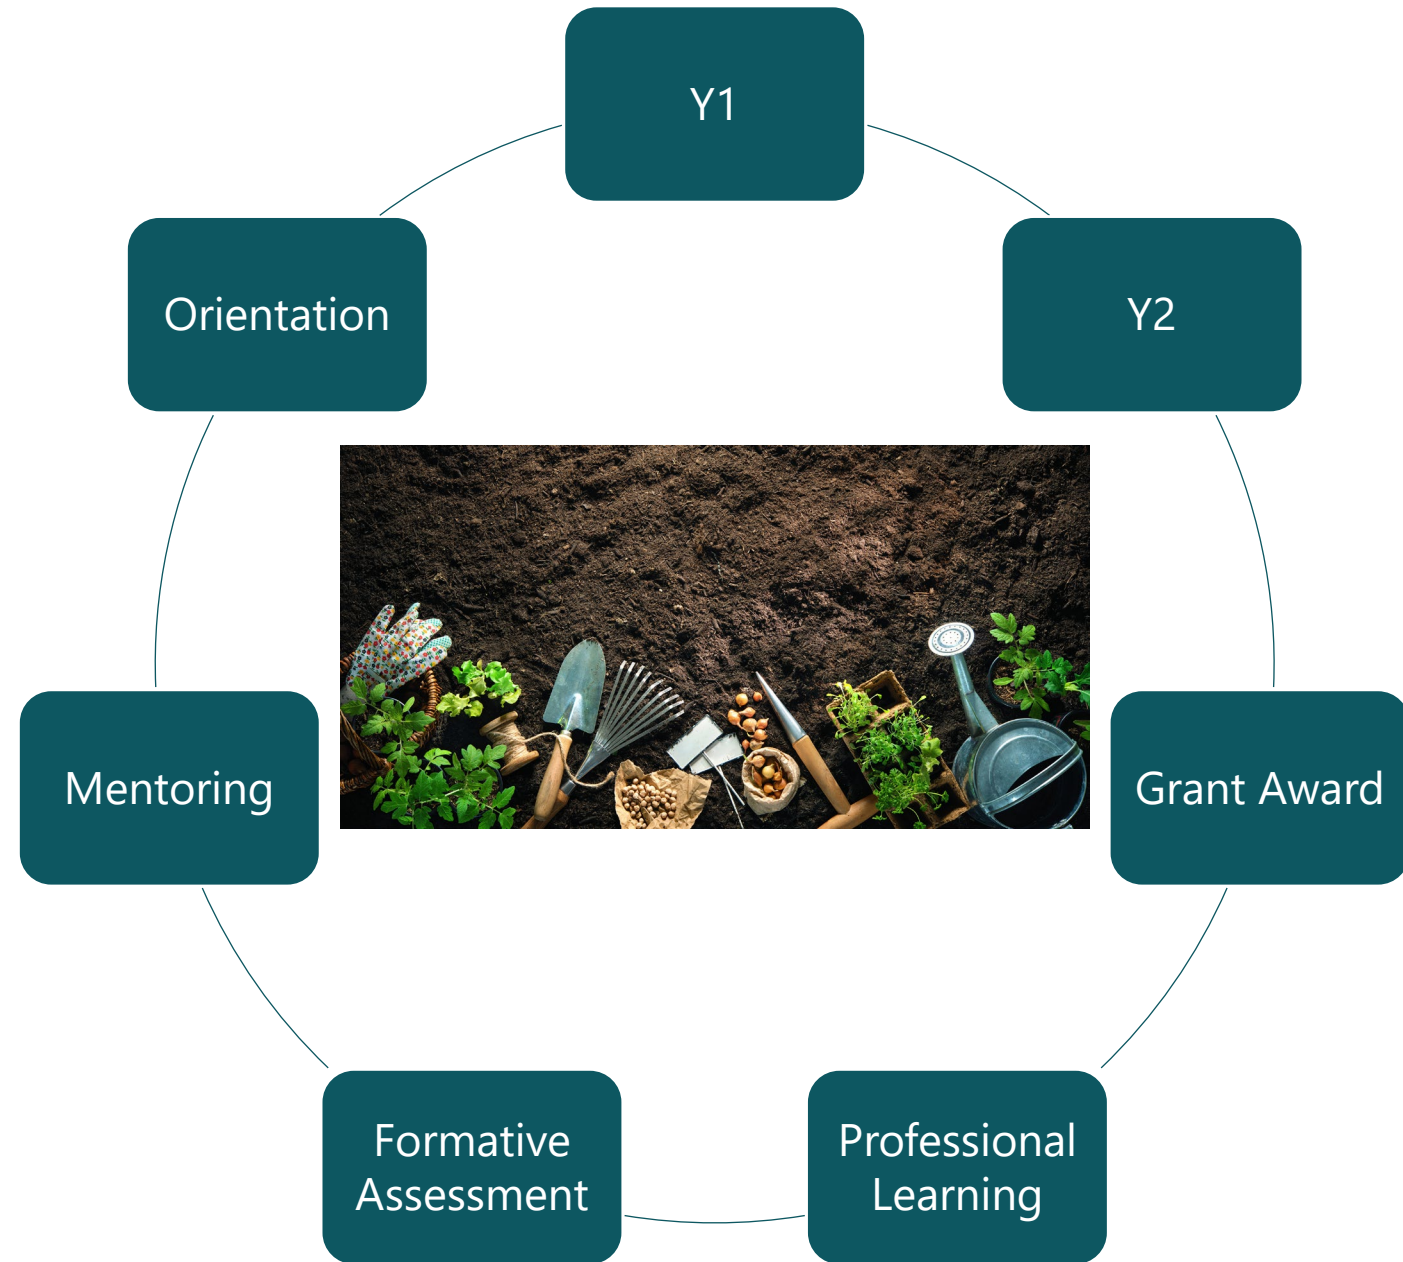 Y1
Y2
Grant Award
Professional
Learning
Formative
Assessment
Mentoring
Orientation